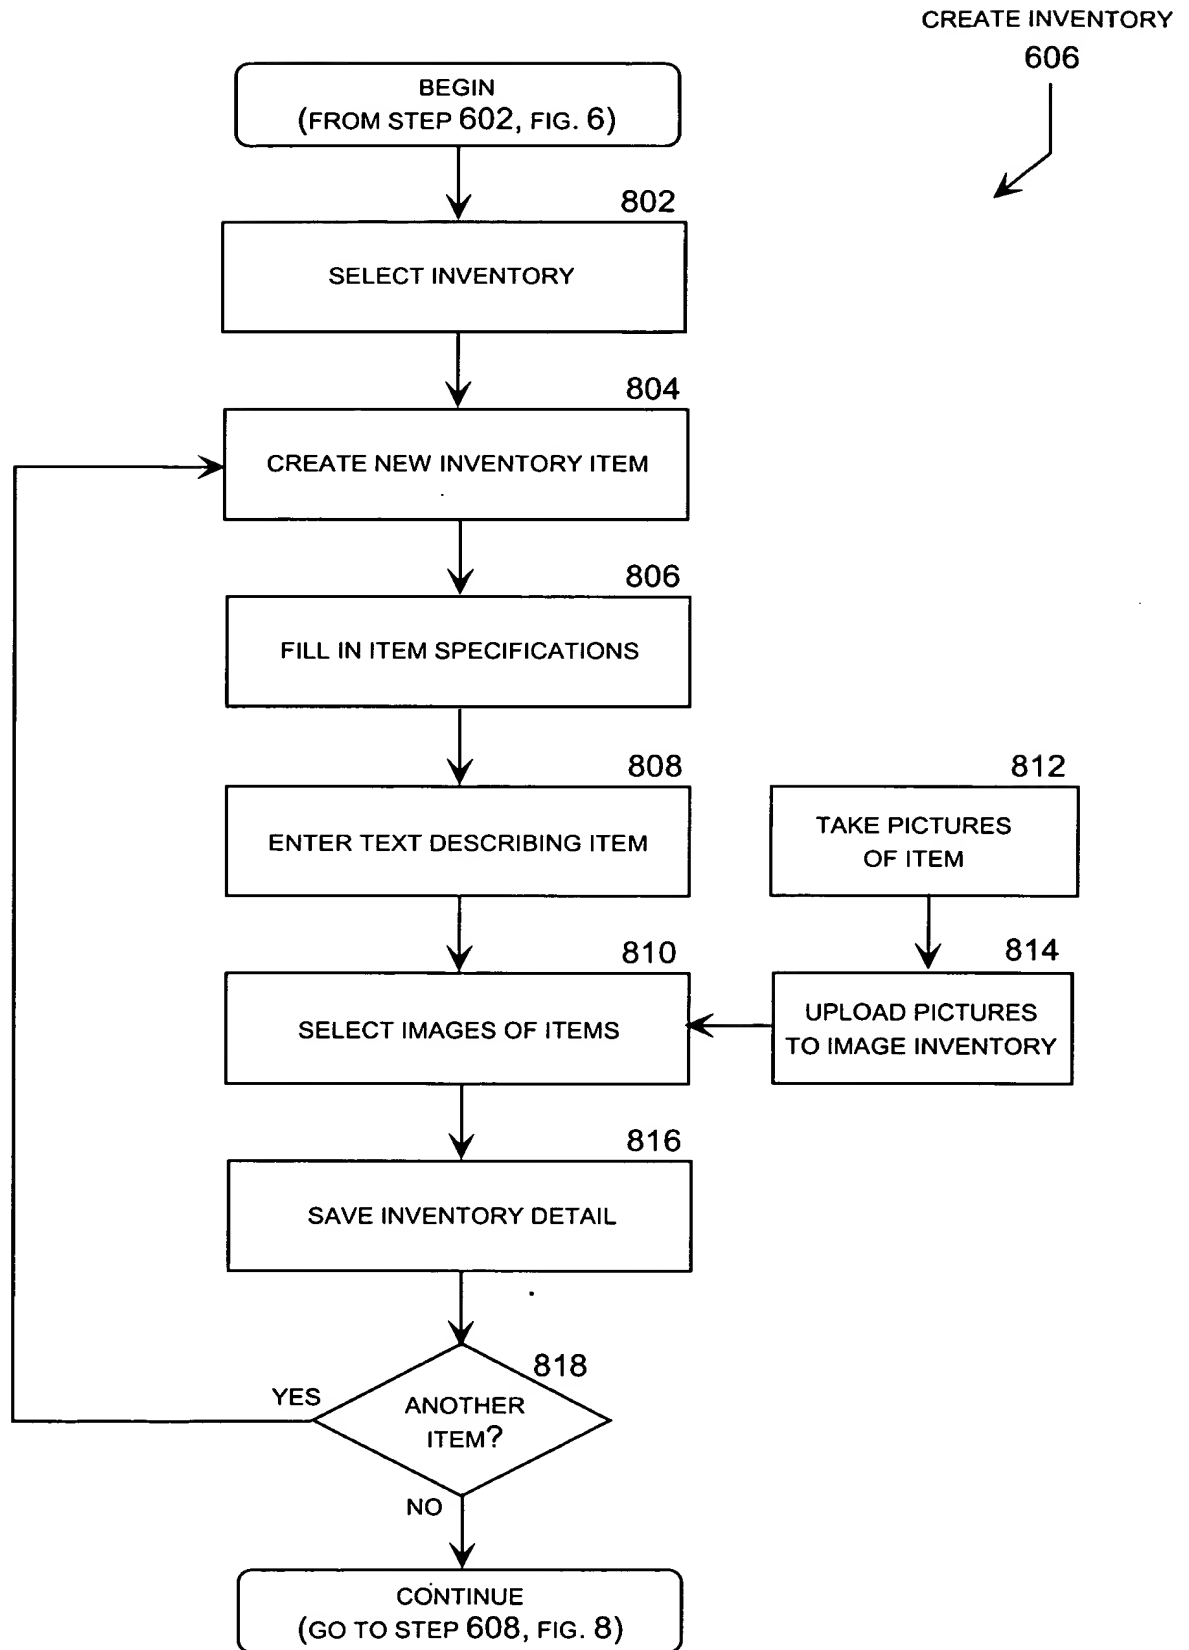 CREATE INVENTORY
606
BEGIN
(FROM STEP 602, FIG. 6)
802
SELECT INVENTORY
804
CREATE NEW INVENTORY ITEM
806
FILL IN ITEM SPECIFICATIONS
808
ENTER TEXT DESCRIBING ITEM
812
TAKE PICTURES
OF ITEM
810
SELECT IMAGES OF ITEMS
814
UPLOAD PICTURES
TO IMAGE INVENTORY
816
SAVE INVENTORY DETAIL
818
YES
ANOTHER
ITEM?
NO
CONTINUE
(GO TO STEP 608, FIG. 8)